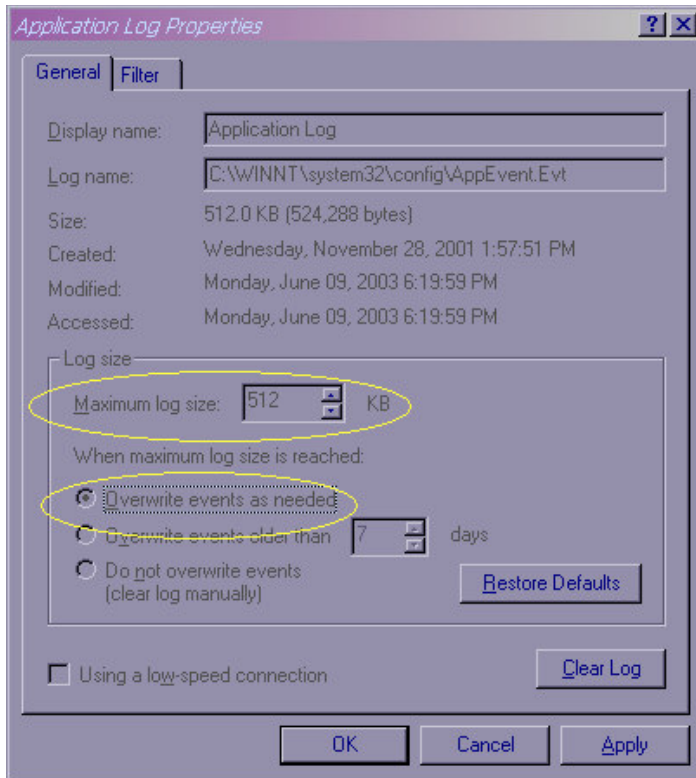 Application Log Properties
General Filter
Display name: Application Log
Log name: C:\WINNT\system32\config\AppEvent.Evt
Size: 512.0 KB (524,288 bytes)
Created: Wednesday, November 28, 2001 1:57:51 PM
Modified: Monday, June 09, 2003 6:19:59 PM
Accessed: Monday, June 09, 2003 6:19:59 PM
Log size
Maximum log size: 512 KB
When maximum log size is reached:
Overwrite events as needed
Overwrite events older than 7 days
Do not overwrite events
(clear log manually)
Restore Defaults
Using a low-speed connection
Clear Log
OK Cancel Apply